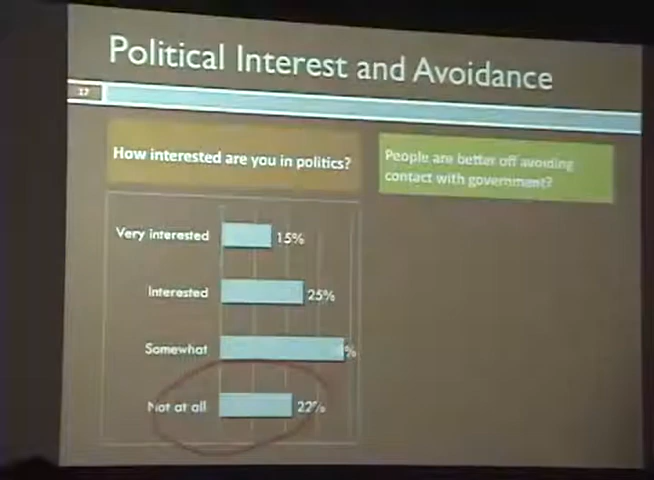 Political Interest and Avoidance
17
How interested are you in politics?
People are better off avoiding
contact with government?
Very interested 15%
Interested 25%
Somewhat %
Not at all 22%